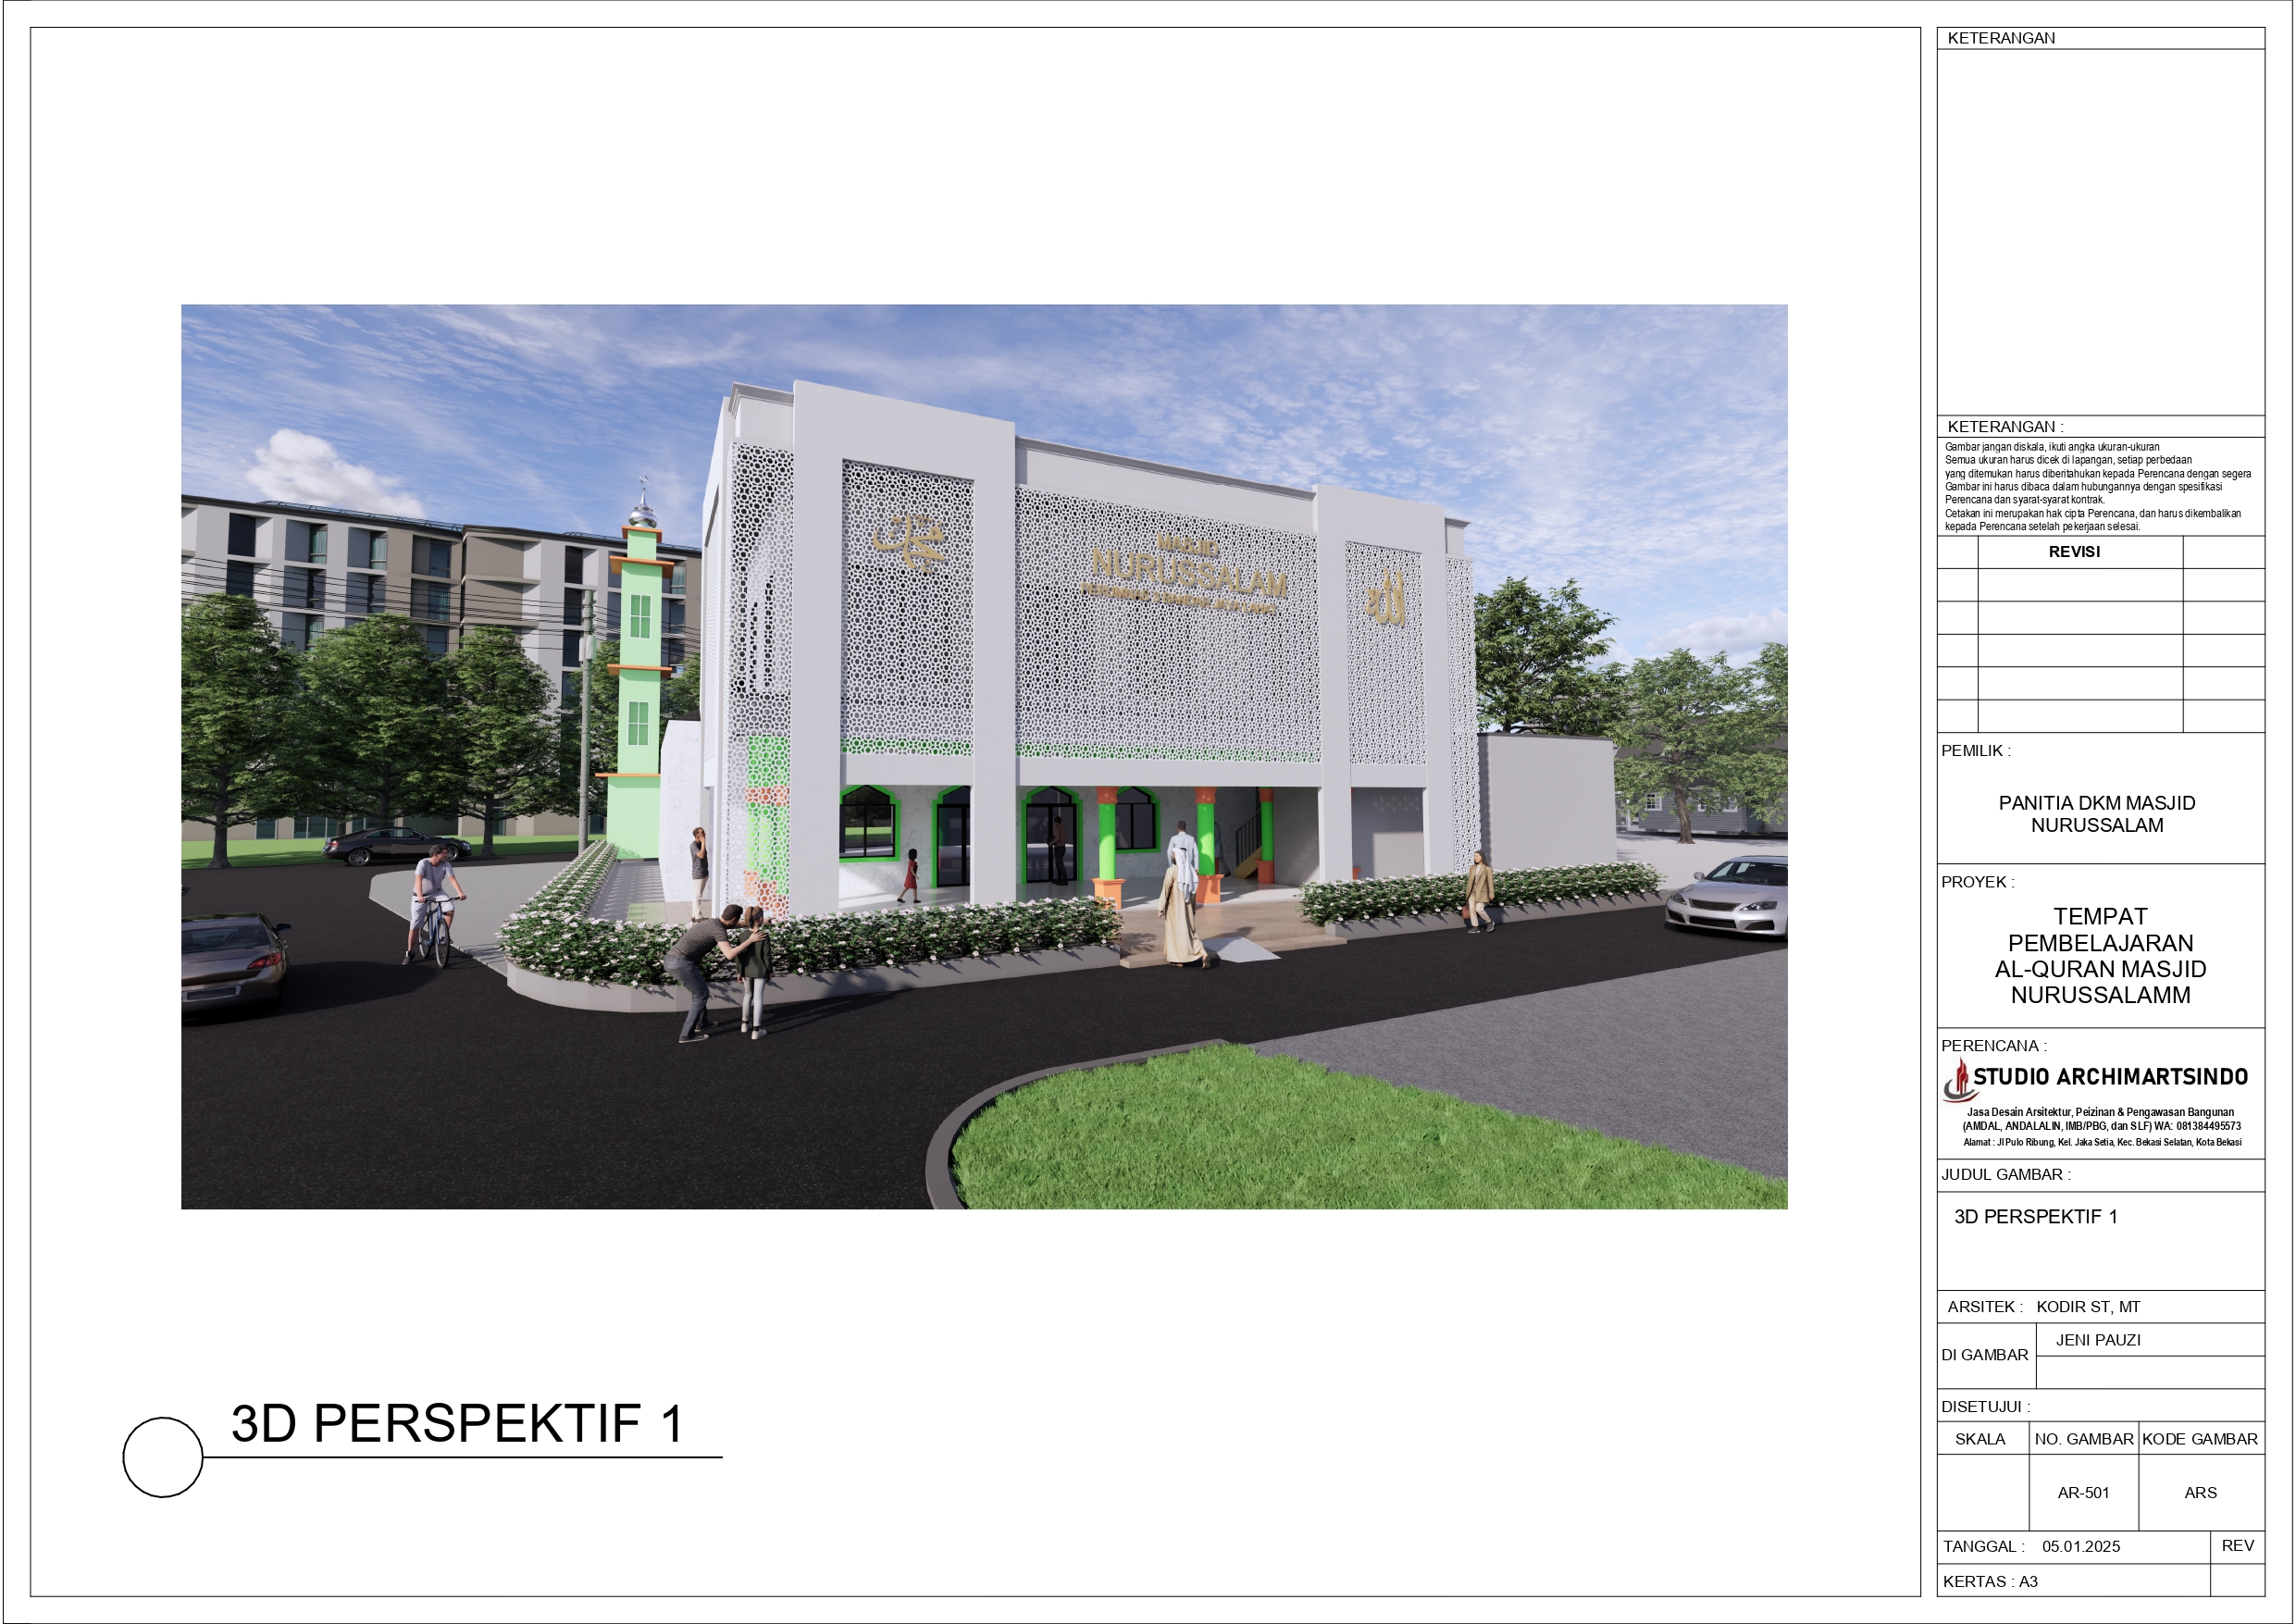 محمد
MASJID
NURUSSALAM
الله
3D PERSPEKTIF 1
KETERANGAN
KETERANGAN :
Gambar jangan diskala, ikuti angka ukuran-ukuran
Semua ukuran harus dicek di lapangan, setiap perbedaan
yang ditemukan harus diberitahukan kepada Perencana dengan segera
Gambar ini harus dibaca dalam hubungannya dengan spesifikasi
Perencana dan syarat-syarat kontrak.
Cetakan ini merupakan hak cipta Perencana, dan harus dikembalikan
kepada Perencana setelah pekerjaan selesai.
REVISI
PEMILIK :
PANITIA DKM MASJID
NURUSSALAM
PROYEK :
TEMPAT
PEMBELAJARAN
AL-QURAN MASJID
NURUSSALAMM
PERENCANA :
STUDIO ARCHIMARTSINDO
Jasa Desain Arsitektur, Peizinan & Pengawasan Bangunan
(AMDAL, ANDALALIN, IMB/PBG, dan SLF) WA: 081384495573
Alamat : Jl Pulo Ribung, Kel. Jaka Setia, Kec. Bekasi Selatan, Kota Bekasi
JUDUL GAMBAR :
3D PERSPEKTIF 1
ARSITEK : KODIR ST, MT
DI GAMBAR JENI PAUZI
DISETUJUI :
SKALA NO. GAMBAR KODE GAMBAR
AR-501 ARS
TANGGAL : 05.01.2025 REV
KERTAS : A3